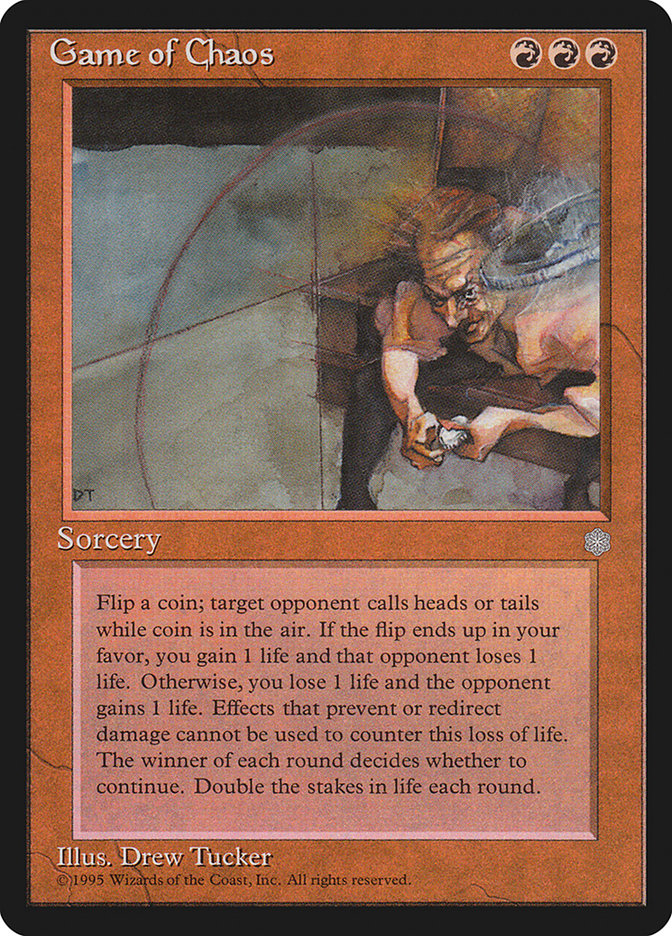 Game of Chaos
DT
Sorcery
Flip a coin; target opponent calls heads or tails
while coin is in the air. If the flip ends up in your
favor, you gain 1 life and that opponent loses 1
life. Otherwise, you lose 1 life and the opponent
gains 1 life. Effects that prevent or redirect
damage cannot be used to counter this loss of life.
The winner of each round decides whether to
continue. Double the stakes in life each round.
Illus. Drew Tucker
©1995 Wizards of the Coast, Inc. All rights reserved.